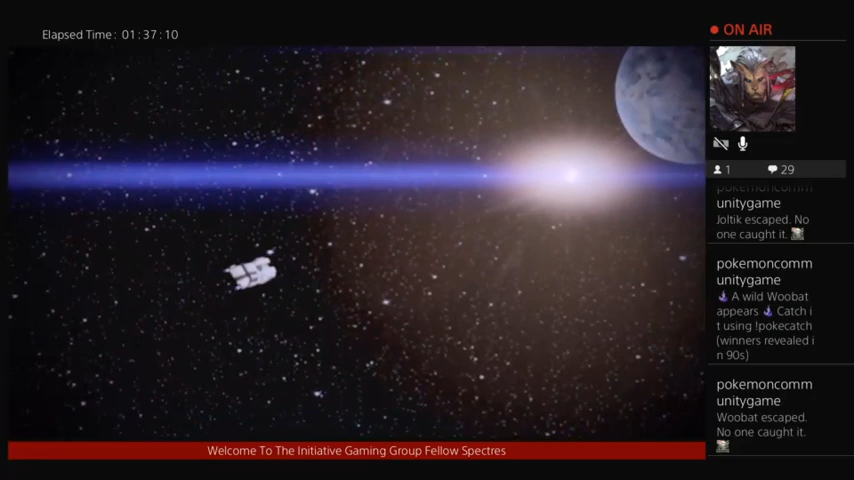 Elapsed Time: 01:37:10
ON AIR
1 29
pokemoncomm
unitygame
Joltik escaped. No
one caught it.
pokemoncomm
unitygame
A wild Woobat
appears Catch i
t using !pokecatch
(winners revealed i
n 90s)
pokemoncomm
unitygame
Woobat escaped.
No one caught it.
Welcome To The Initiative Gaming Group Fellow Spectres